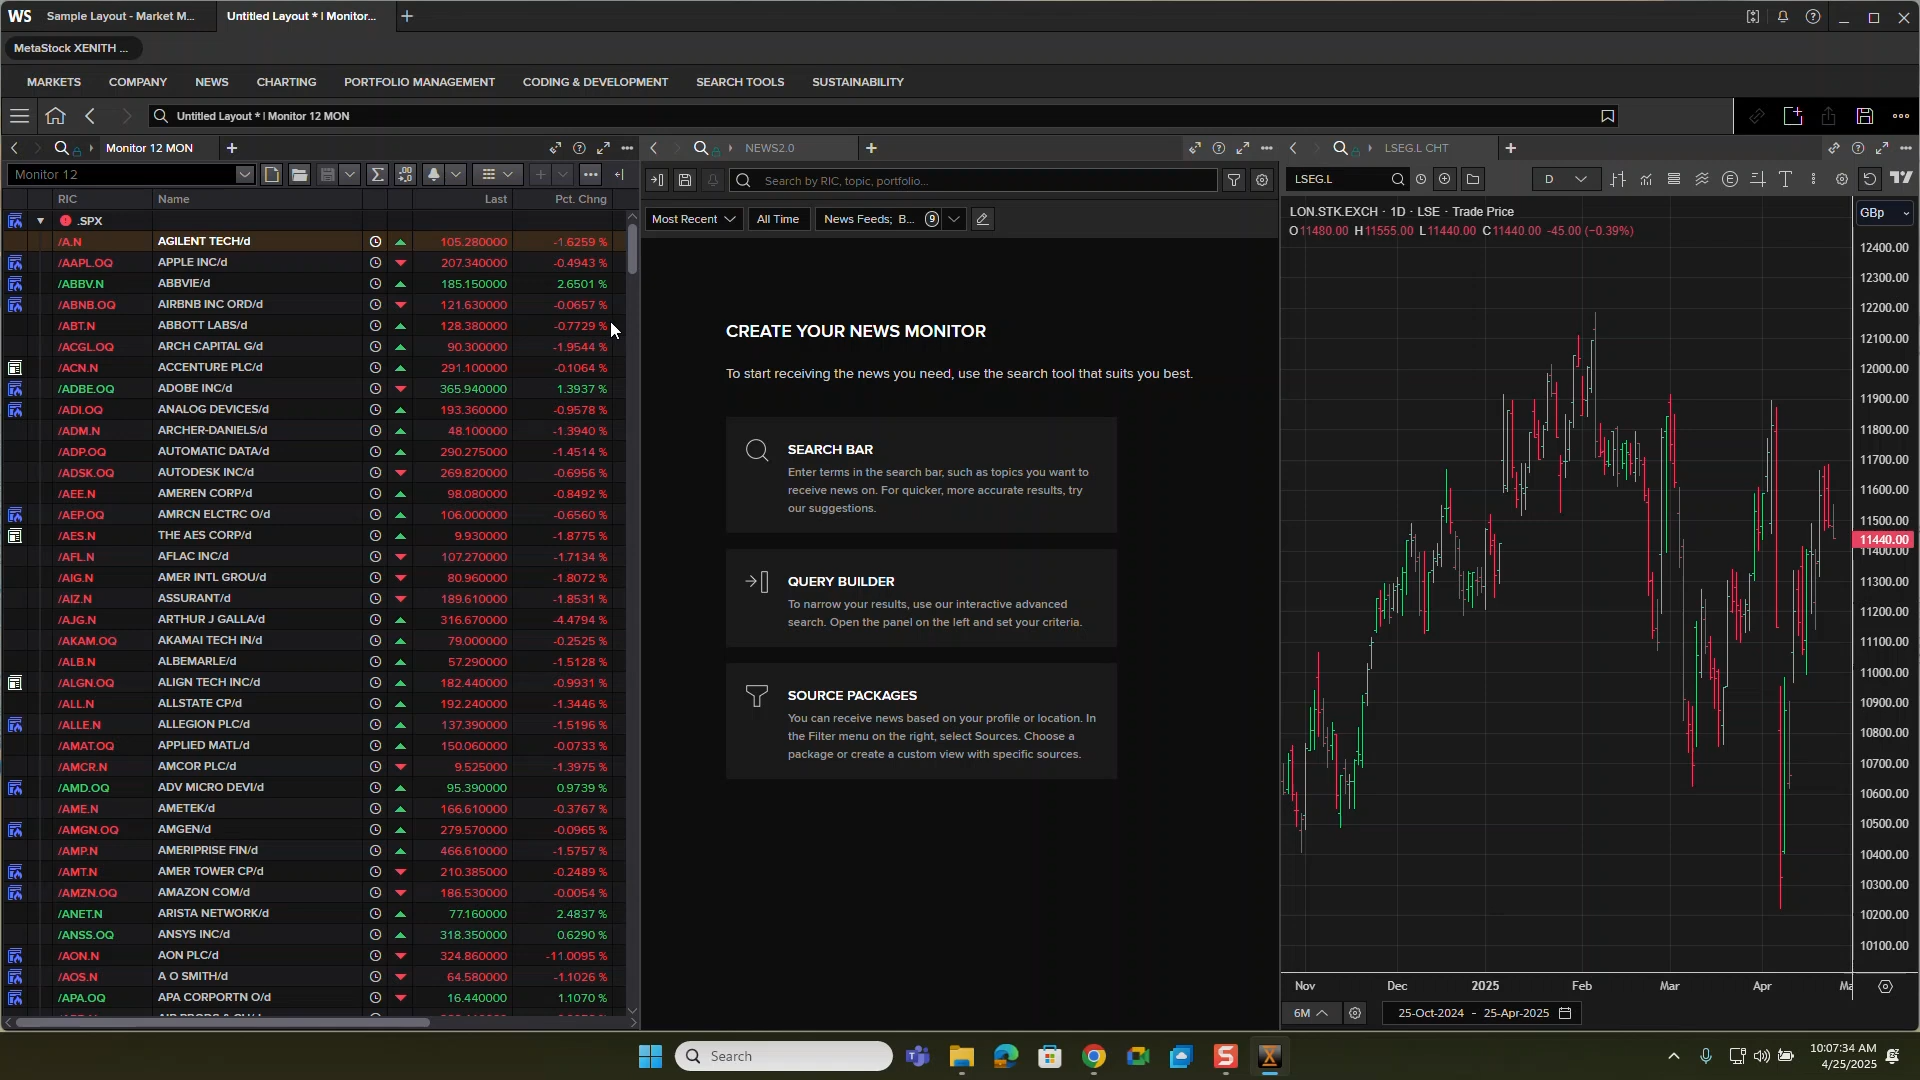 WS Sample Layout - Market M... Untitled Layout * | Monitor...
MetaStock XENITH ...
MARKETS COMPANY NEWS CHARTING PORTFOLIO MANAGEMENT CODING & DEVELOPMENT SEARCH TOOLS SUSTAINABILITY
Untitled Layout * | Monitor 12 MON
Monitor 12 MON
Monitor 12
RIC Name Last Pct. Chng
.SPX
/A.N AGILENT TECH/d 105.280000 -1.6259 %
/AAPL.OQ APPLE INC/d 207.340000 -0.4943 %
/ABBV.N ABBVIE/d 185.150000 2.6501 %
/ABNB.OQ AIRBNB INC ORD/d 121.630000 -0.0657 %
/ABT.N ABBOTT LABS/d 128.380000 -0.7729 %
/ACGL.OQ ARCH CAPITAL G/d 90.300000 -1.9544 %
/ACN.N ACCENTURE PLC/d 291.100000 -0.1064 %
/ADBE.OQ ADOBE INC/d 365.940000 1.3937 %
/ADI.OQ ANALOG DEVICES/d 193.360000 -0.9578 %
/ADM.N ARCHER-DANIELS/d 48.100000 -1.3940 %
/ADP.OQ AUTOMATIC DATA/d 290.275000 -1.4514 %
/ADSK.OQ AUTODESK INC/d 269.820000 -0.6956 %
/AEE.N AMEREN CORP/d 98.080000 -0.8492 %
/AEP.OQ AMRCN ELCTRC O/d 106.000000 -0.6560 %
/AES.N THE AES CORP/d 9.930000 -1.8775 %
/AFL.N AFLAC INC/d 107.270000 -1.7134 %
/AIG.N AMER INTL GROU/d 80.960000 -1.8072 %
/AIZ.N ASSURANT/d 189.610000 -1.8531 %
/AJG.N ARTHUR J GALLA/d 316.670000 -4.4794 %
/AKAM.OQ AKAMAI TECH IN/d 79.000000 -0.2525 %
/ALB.N ALBEMARLE/d 57.290000 -1.5128 %
/ALGN.OQ ALIGN TECH INC/d 182.440000 -0.9931 %
/ALL.N ALLSTATE CP/d 192.240000 -1.3446 %
/ALLE.N ALLEGION PLC/d 137.390000 -1.5196 %
/AMAT.OQ APPLIED MATL/d 150.060000 -0.0733 %
/AMCR.N AMCOR PLC/d 9.525000 -1.3975 %
/AMD.OQ ADV MICRO DEVI/d 95.390000 0.9739 %
/AME.N AMETEK/d 166.610000 -0.3767 %
/AMGN.OQ AMGEN/d 279.570000 -0.0965 %
/AMP.N AMERIPRISE FIN/d 466.610000 -1.5757 %
/AMT.N AMER TOWER CP/d 210.385000 -0.2489 %
/AMZN.OQ AMAZON COM/d 186.530000 -0.0054 %
/ANET.N ARISTA NETWORK/d 77.160000 2.4837 %
/ANSS.OQ ANSYS INC/d 318.350000 0.6290 %
/AON.N AON PLC/d 324.860000 -11.0095 %
/AOS.N A O SMITH/d 64.580000 -1.1026 %
/APA.OQ APA CORPORTN O/d 16.440000 1.1070 %
NEWS2.0
Search by RIC, topic, portfolio...
Most Recent All Time News Feeds; B... 9
CREATE YOUR NEWS MONITOR
To start receiving the news you need, use the search tool that suits you best.
SEARCH BAR
Enter terms in the search bar, such as topics you want to
receive news on. For quicker, more accurate results, try
our suggestions.
QUERY BUILDER
To narrow your results, use our interactive advanced
search. Open the panel on the left and set your criteria.
SOURCE PACKAGES
You can receive news based on your profile or location. In
the Filter menu on the right, select Sources. Choose a
package or create a custom view with specific sources.
LSEG.L CHT
LSEG.L D
LON.STK.EXCH · 1D · LSE · Trade Price
O11480.00 H11555.00 L11440.00 C11440.00 -45.00 (-0.39%)
GBp
12400.00
12300.00
12200.00
12100.00
12000.00
11900.00
11800.00
11700.00
11600.00
11500.00
11440.00
11400.00
11300.00
11200.00
11100.00
11000.00
10900.00
10800.00
10700.00
10600.00
10500.00
10400.00
10300.00
10200.00
10100.00
Nov Dec 2025 Feb Mar Apr Ma
6M 25-Oct-2024 - 25-Apr-2025
Search
10:07:34 AM
4/25/2025